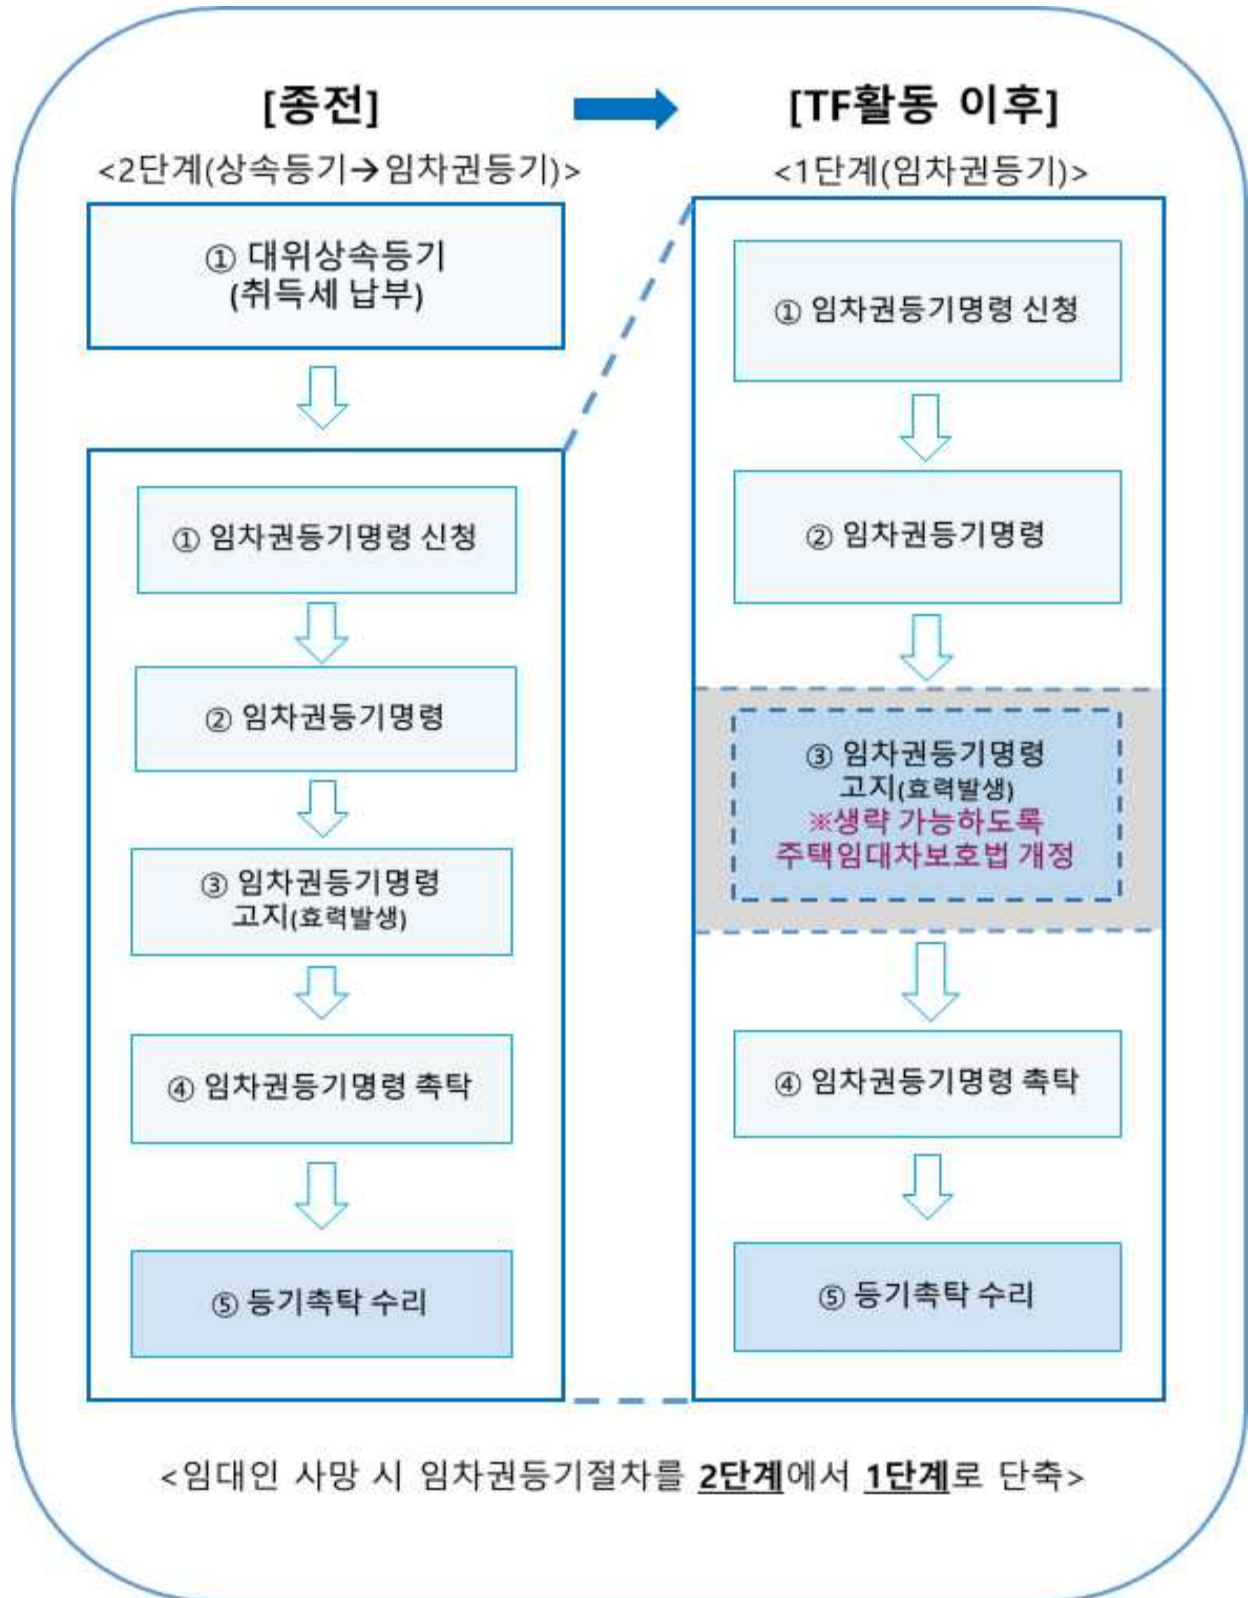 [종전]
<2단계(상속등기→임차권등기)>
① 대위상속등기
(취득세 납부)
① 임차권등기명령 신청
② 임차권등기명령
③ 임차권등기명령
고지(효력발생)
④ 임차권등기명령 촉탁
⑤ 등기촉탁 수리
[TF활동 이후]
<1단계(임차권등기)>
① 임차권등기명령 신청
② 임차권등기명령
③ 임차권등기명령
고지(효력발생)
※생략 가능하도록
주택임대차보호법 개정
④ 임차권등기명령 촉탁
⑤ 등기촉탁 수리
<임대인 사망 시 임차권등기절차를 2단계에서 1단계로 단축>